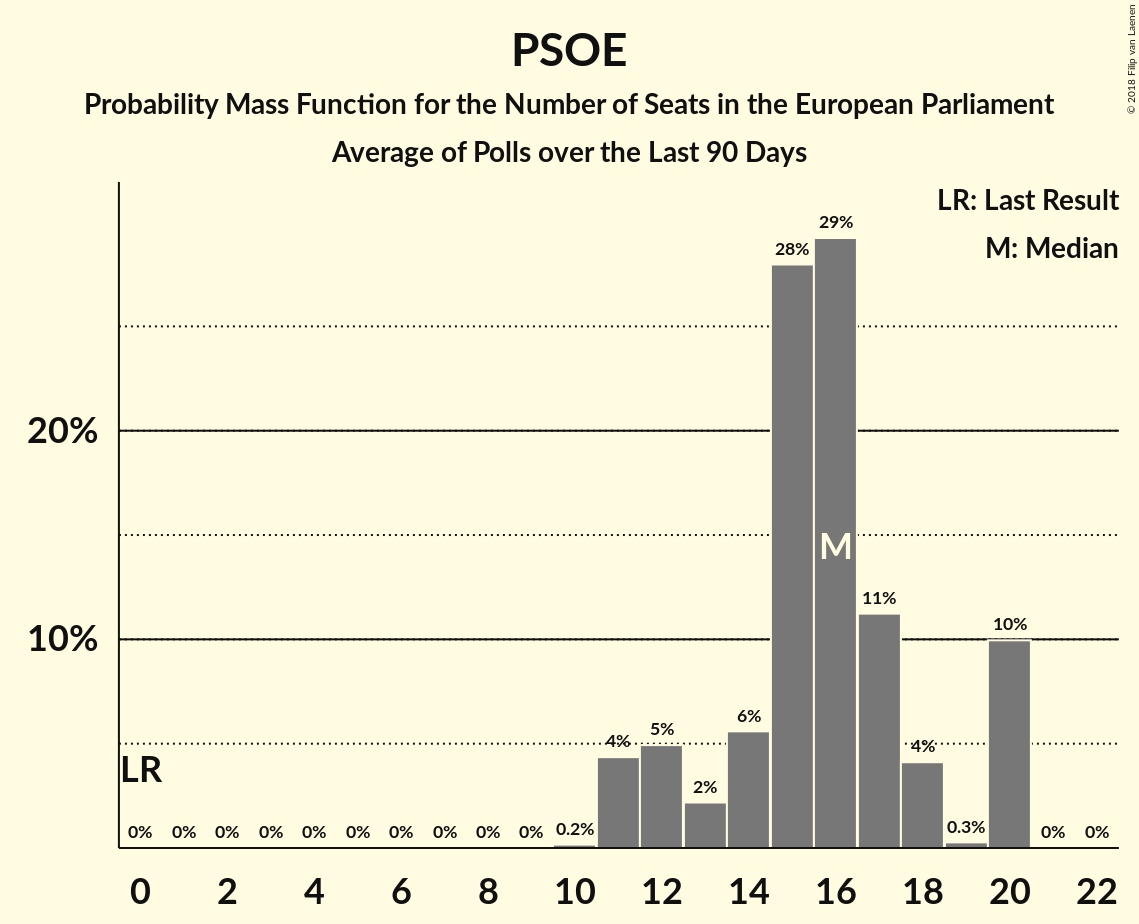 PSOE
Probability Mass Function for the Number of Seats in the European Parliament
Average of Polls over the Last 90 Days
© 2018 Filip van Laenen
LR: Last Result
M: Median
20%
10%
LR
M
0% 0% 0% 0% 0% 0% 0% 0% 0% 0% 0.2% 4% 5% 2% 6% 28% 29% 11% 4% 0.3% 10% 0% 0%
0 2 4 6 8 10 12 14 16 18 20 22